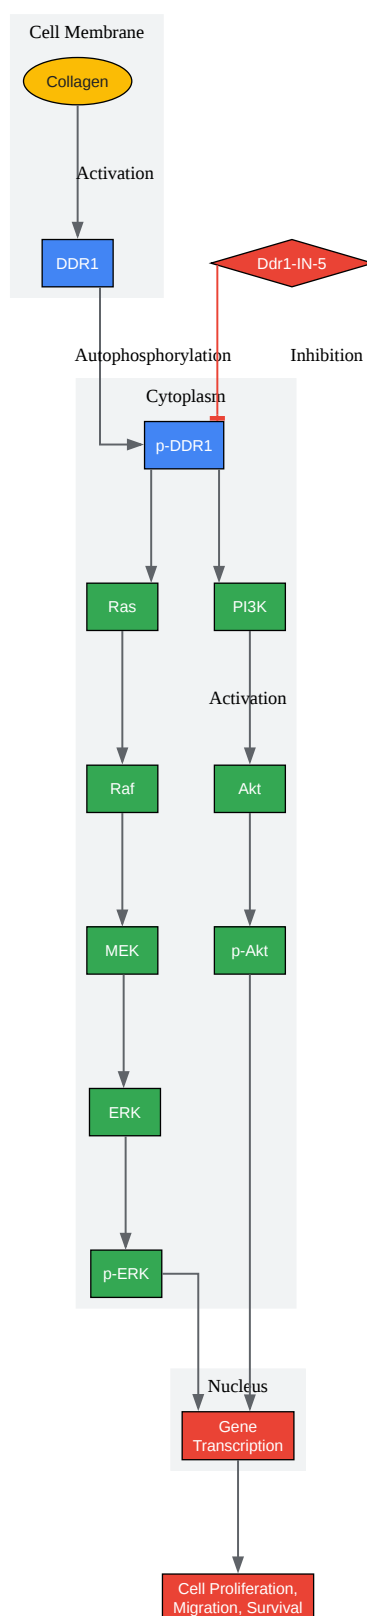 Cell Membrane
Collagen
Activation
DDR1
Ddr1-IN-5
Autophosphorylation
Inhibition
Cytoplasm
p-DDR1
Ras
PI3K
Activation
Raf
Akt
MEK
p-Akt
ERK
p-ERK
Nucleus
Gene
Transcription
Cell Proliferation,
Migration, Survival